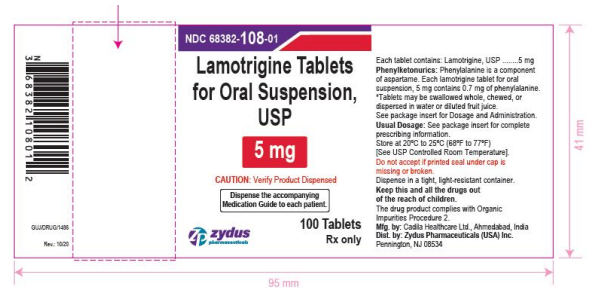 N
3 68382 10801 2
GUJ/DRUG/1486
Rev.: 10/20
NDC 68382-108-01
Lamotrigine Tablets
for Oral Suspension,
USP
5 mg
CAUTION: Verify Product Dispensed
Dispense the accompanying
Medication Guide to each patient.
zydus
pharmaceuticals
100 Tablets
Rx only
Each tablet contains: Lamotrigine, USP ........5 mg
Phenylketonurics: Phenylalanine is a component
of aspartame. Each lamotrigine tablet for oral
suspension, 5 mg contains 0.7 mg of phenylalanine.
*Tablets may be swallowed whole, chewed, or
dispersed in water or diluted fruit juice.
See package insert for Dosage and Administration.
Usual Dosage: See package insert for complete
prescribing information.
Store at 20°C to 25°C (68°F to 77°F)
[See USP Controlled Room Temperature].
Do not accept if printed seal under cap is
missing or broken.
Dispense in a tight, light-resistant container.
Keep this and all the drugs out
of the reach of children.
The drug product complies with Organic
Impurities Procedure 2.
Mfg. by: Cadila Healthcare Ltd., Ahmedabad, India
Dist. by: Zydus Pharmaceuticals (USA) Inc.
Pennington, NJ 08534
41 mm
95 mm